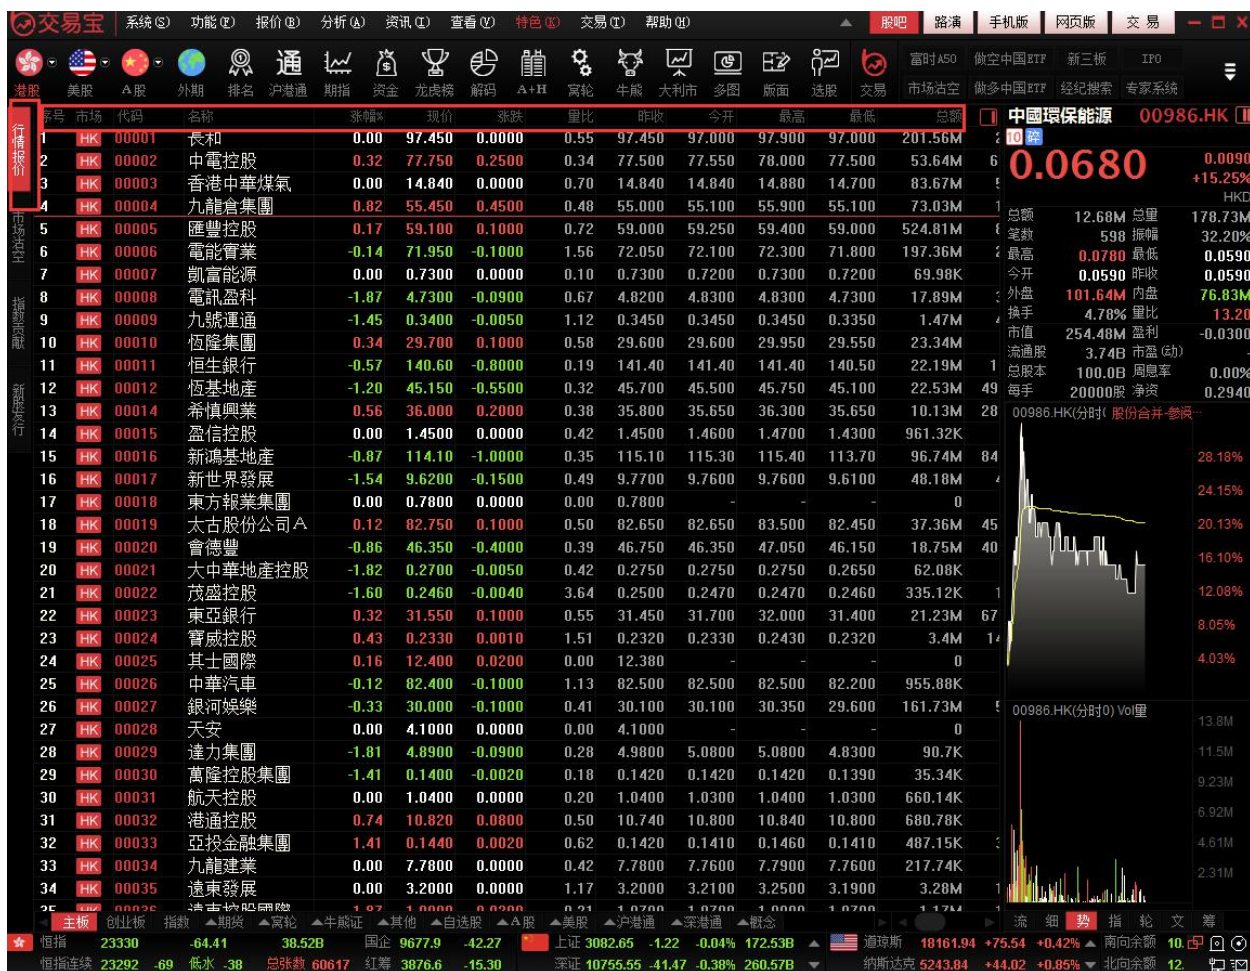 交易宝 系统(S) 功能(F) 报价(B) 分析(A) 资讯(I) 查看(V) 特色(K) 交易(T) 帮助(H) 股吧 路演 手机版 网页版 交 易
港股 美股 A股 外期 排名 沪港通 期指 资金 龙虎榜 解码 A+H 窝轮 牛熊 大利市 多图 版面 选股 交易
富时A50 做空中国ETF 新三板 IPO
市场沽空 做多中国ETF 经纪搜索 专家系统
行情报价
市场沽空
指数贡献
新股发行
序号 市场 代码 名称 涨幅% 现价 涨跌 量比 昨收 今开 最高 最低 总额
1 HK 00001 長和 0.00 97.450 0.0000 0.55 97.450 97.000 97.900 97.000 201.56M
2 HK 00002 中電控股 0.32 77.750 0.2500 0.34 77.500 77.550 78.000 77.500 53.64M
3 HK 00003 香港中華煤氣 0.00 14.840 0.0000 0.70 14.840 14.840 14.880 14.700 83.67M
4 HK 00004 九龍倉集團 0.82 55.450 0.4500 0.48 55.000 55.100 55.900 55.100 73.03M
5 HK 00005 匯豐控股 0.17 59.100 0.1000 0.72 59.000 59.250 59.400 59.000 524.81M
6 HK 00006 電能實業 -0.14 71.950 -0.1000 1.56 72.050 72.100 72.300 71.800 197.36M
7 HK 00007 凱富能源 0.00 0.7300 0.0000 0.10 0.7300 0.7200 0.7300 0.7200 69.98K
8 HK 00008 電訊盈科 -1.87 4.7300 -0.0900 0.67 4.8200 4.8300 4.8300 4.7300 17.89M
9 HK 00009 九號運通 -1.45 0.3400 -0.0050 1.12 0.3450 0.3450 0.3450 0.3350 1.47M
10 HK 00010 恆隆集團 0.34 29.700 0.1000 0.58 29.600 29.600 29.950 29.550 23.34M
11 HK 00011 恒生銀行 -0.57 140.60 -0.8000 0.19 141.40 141.40 141.40 140.50 22.19M
12 HK 00012 恆基地產 -1.20 45.150 -0.5500 0.32 45.700 45.500 45.750 45.100 22.53M 49
13 HK 00014 希慎興業 0.56 36.000 0.2000 0.38 35.800 35.650 36.300 35.650 10.13M 28
14 HK 00015 盈信控股 0.00 1.4500 0.0000 0.42 1.4500 1.4600 1.4700 1.4300 961.32K
15 HK 00016 新鴻基地產 -0.87 114.10 -1.0000 0.35 115.10 115.30 115.40 113.70 96.74M 84
16 HK 00017 新世界發展 -1.54 9.6200 -0.1500 0.49 9.7700 9.7600 9.7600 9.6100 48.18M
17 HK 00018 東方報業集團 0.00 0.7800 0.0000 0.00 0.7800 - - - 0
18 HK 00019 太古股份公司A 0.12 82.750 0.1000 0.50 82.650 82.650 83.500 82.450 37.36M 45
19 HK 00020 會德豐 -0.86 46.350 -0.4000 0.39 46.750 46.350 47.050 46.150 18.75M 40
20 HK 00021 大中華地產控股 -1.82 0.2700 -0.0050 0.42 0.2750 0.2750 0.2750 0.2650 62.08K
21 HK 00022 茂盛控股 -1.60 0.2460 -0.0040 3.64 0.2500 0.2470 0.2470 0.2460 335.12K
22 HK 00023 東亞銀行 0.32 31.550 0.1000 0.55 31.450 31.700 32.000 31.400 21.23M 67
23 HK 00024 寶威控股 0.43 0.2330 0.0010 1.51 0.2320 0.2330 0.2430 0.2320 3.4M
24 HK 00025 其士國際 0.16 12.400 0.0200 0.00 12.380 - - - 0
25 HK 00026 中華汽車 -0.12 82.400 -0.1000 1.13 82.500 82.500 82.500 82.200 955.88K
26 HK 00027 銀河娛樂 -0.33 30.000 -0.1000 0.41 30.100 30.100 30.350 29.600 161.73M
27 HK 00028 天安 0.00 4.1000 0.0000 0.00 4.1000 - - - 0
28 HK 00029 達力集團 -1.81 4.8900 -0.0900 0.28 4.9800 5.0800 5.0800 4.8300 90.7K
29 HK 00030 萬隆控股集團 -1.41 0.1400 -0.0020 0.18 0.1420 0.1420 0.1420 0.1390 35.34K
30 HK 00031 航天控股 0.00 1.0400 0.0000 0.20 1.0400 1.0300 1.0400 1.0300 660.14K
31 HK 00032 港通控股 0.74 10.820 0.0800 0.50 10.740 10.800 10.840 10.800 680.78K
32 HK 00033 亞投金融集團 1.41 0.1440 0.0020 0.62 0.1420 0.1410 0.1460 0.1410 487.15K
33 HK 00034 九龍建業 0.00 7.7800 0.0000 0.42 7.7800 7.7600 7.7900 7.7600 217.74K
34 HK 00035 遠東發展 0.00 3.2000 0.0000 1.17 3.2000 3.2100 3.2500 3.1900 3.28M
中國環保能源 00986.HK
10 碎
0.0680 0.0090
+15.25%
HKD
总额 12.68M 总量 178.73M
笔数 598 振幅 32.20%
最高 0.0780 最低 0.0590
今开 0.0590 昨收 0.0590
外盘 101.64M 内盘 76.83M
换手 4.78% 量比 13.20
市值 254.48M 盈利 -0.0300
流通股 3.74B 市盈(动) -
总股本 100.0B 周息率 0.00%
每手 20000股 净资 0.2940
00986.HK(分时( 股份合并-参阅...
28.18%
24.15%
20.13%
16.10%
12.08%
8.05%
4.03%
00986.HK(分时0) Vol量
13.8M
11.5M
9.23M
6.92M
4.61M
2.31M
主板 创业板 指数 期货 窝轮 牛熊证 其他 自选股 A股 美股 沪港通 深港通 概念
流 细 势 指 轮 文 筹
恒指 23330 -64.41 38.52B 国企 9677.9 -42.27 上证 3082.65 -1.22 -0.04% 172.53B 道琼斯 18161.94 +75.54 +0.42% 南向余额 10.
恒指连续 23292 -69 低水 -38 总张数 60617 红筹 3876.6 -15.30 深证 10755.55 -41.47 -0.38% 260.57B 纳斯达克 5243.84 +44.02 +0.85% 北向余额 12.